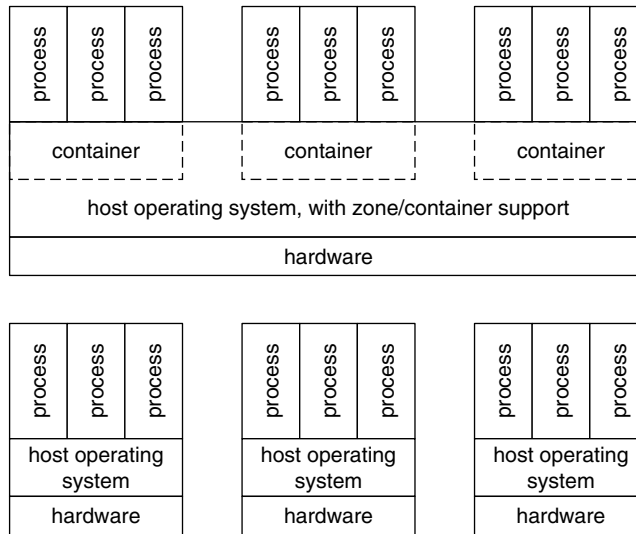 process process process process process process process process process
container container container
host operating system, with zone/container support
hardware
process process process process process process process process process
host operating host operating host operating
system system system
hardware hardware hardware